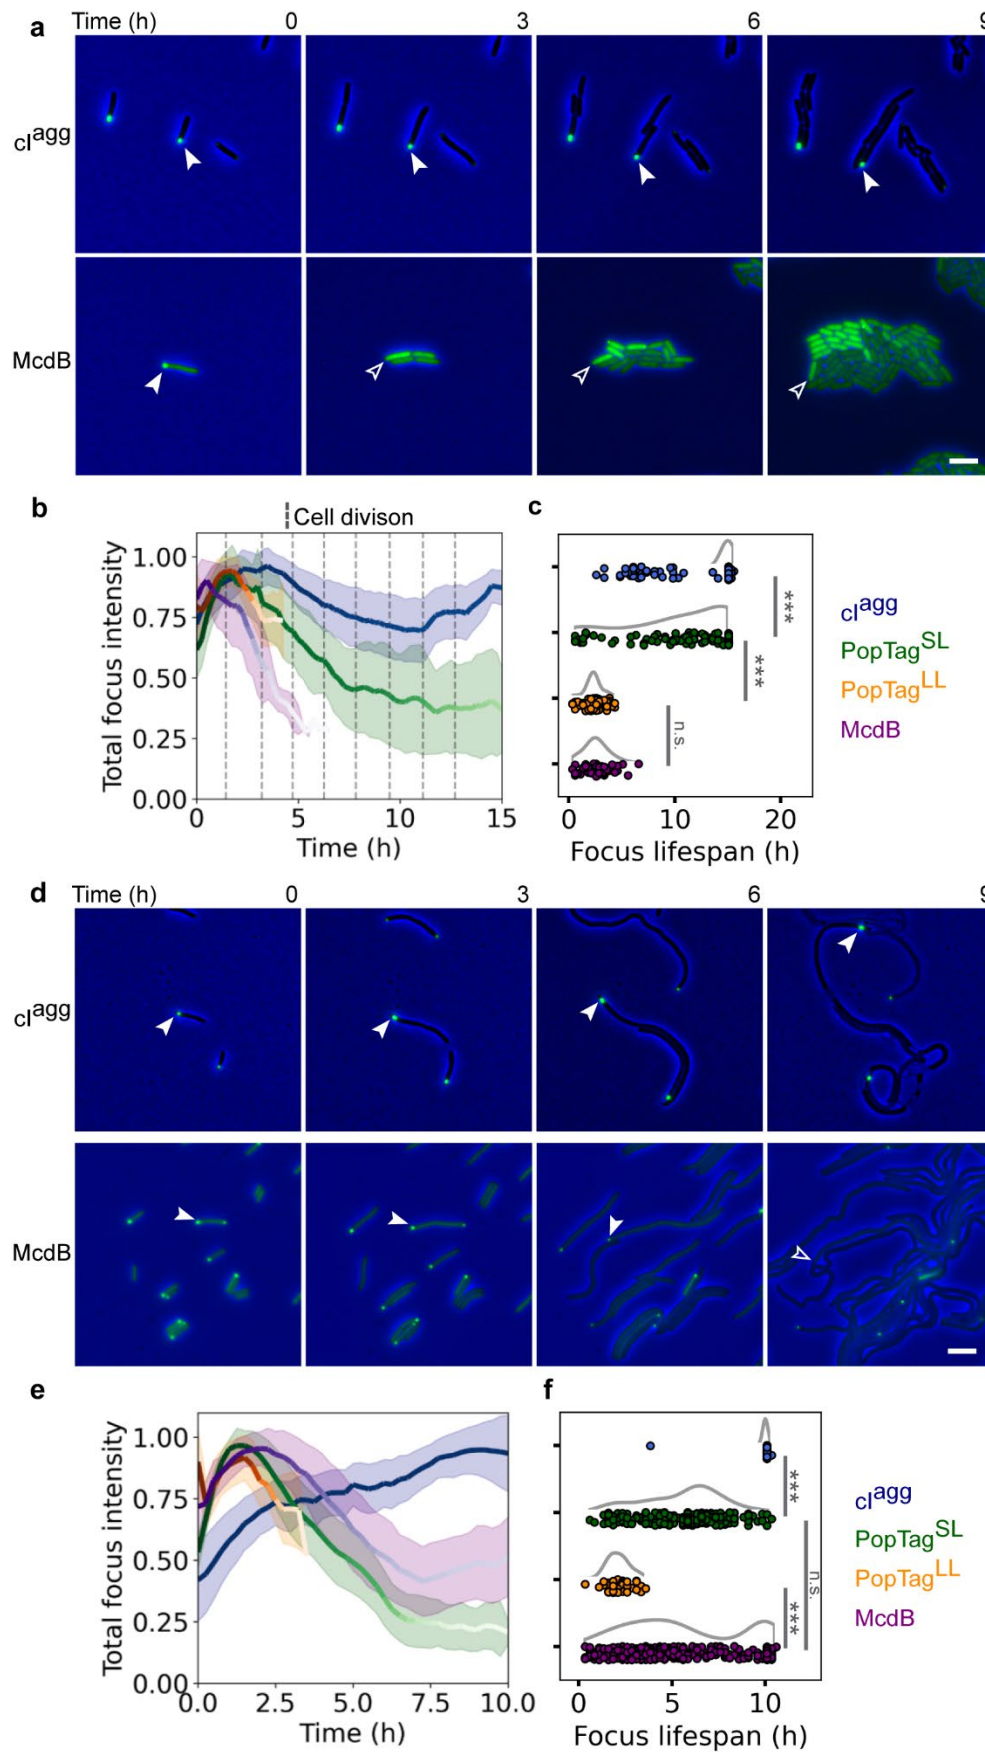 a
Time (h) 0 3 6 9
cI^agg
McdB
b
Cell divison
Total focus intensity
1.00
0.75
0.50
0.25
0.00
0 5 10 15
Time (h)
c
***
***
n.s.
0 10 20
Focus lifespan (h)
cI^agg
PopTag^SL
PopTag^LL
McdB
d
Time (h) 0 3 6 9
cI^agg
McdB
e
Total focus intensity
1.00
0.75
0.50
0.25
0.00
0.0 2.5 5.0 7.5 10.0
Time (h)
f
***
n.s.
***
0 5 10
Focus lifespan (h)
cI^agg
PopTag^SL
PopTag^LL
McdB